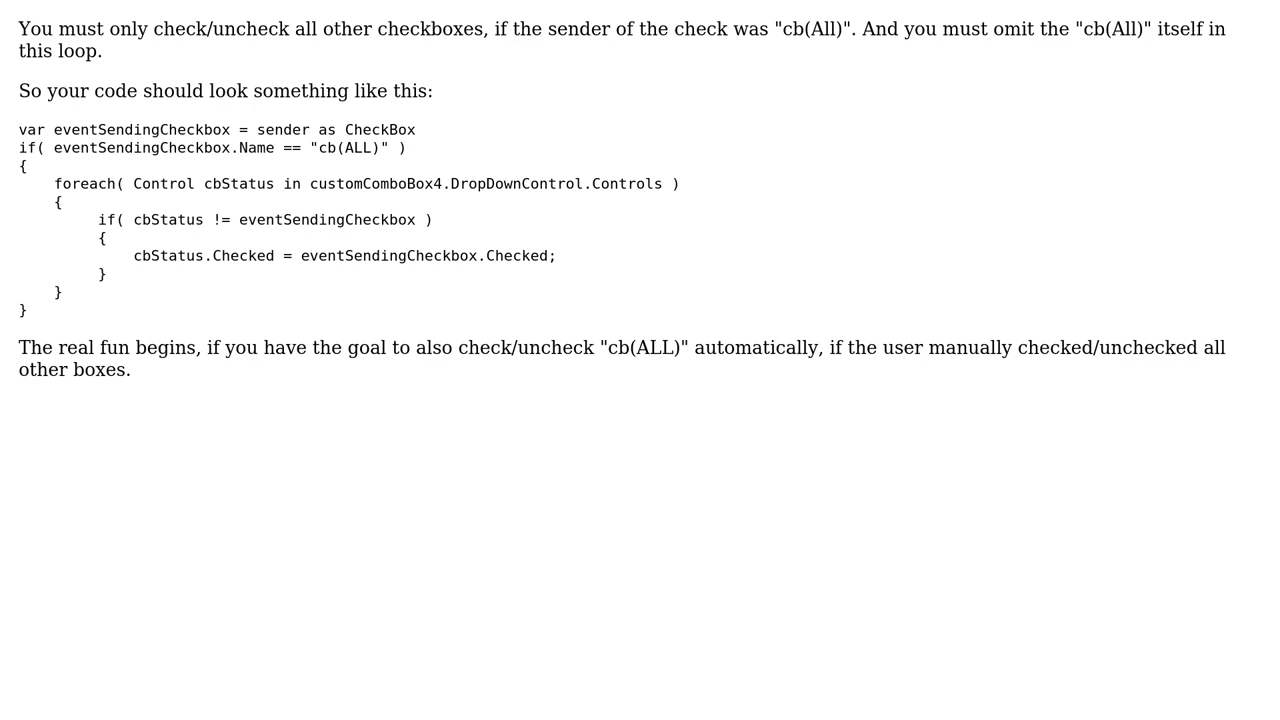 You must only check/uncheck all other checkboxes, if the sender of the check was "cb(All)". And you must omit the "cb(All)" itself in
this loop.
So your code should look something like this:
var eventSendingCheckbox = sender as CheckBox
if( eventSendingCheckbox.Name == "cb(ALL)" )
{
    foreach( Control cbStatus in customComboBox4.DropDownControl.Controls )
    {
         if( cbStatus != eventSendingCheckbox )
         {
             cbStatus.Checked = eventSendingCheckbox.Checked;
         }
    }
}
The real fun begins, if you have the goal to also check/uncheck "cb(ALL)" automatically, if the user manually checked/unchecked all
other boxes.